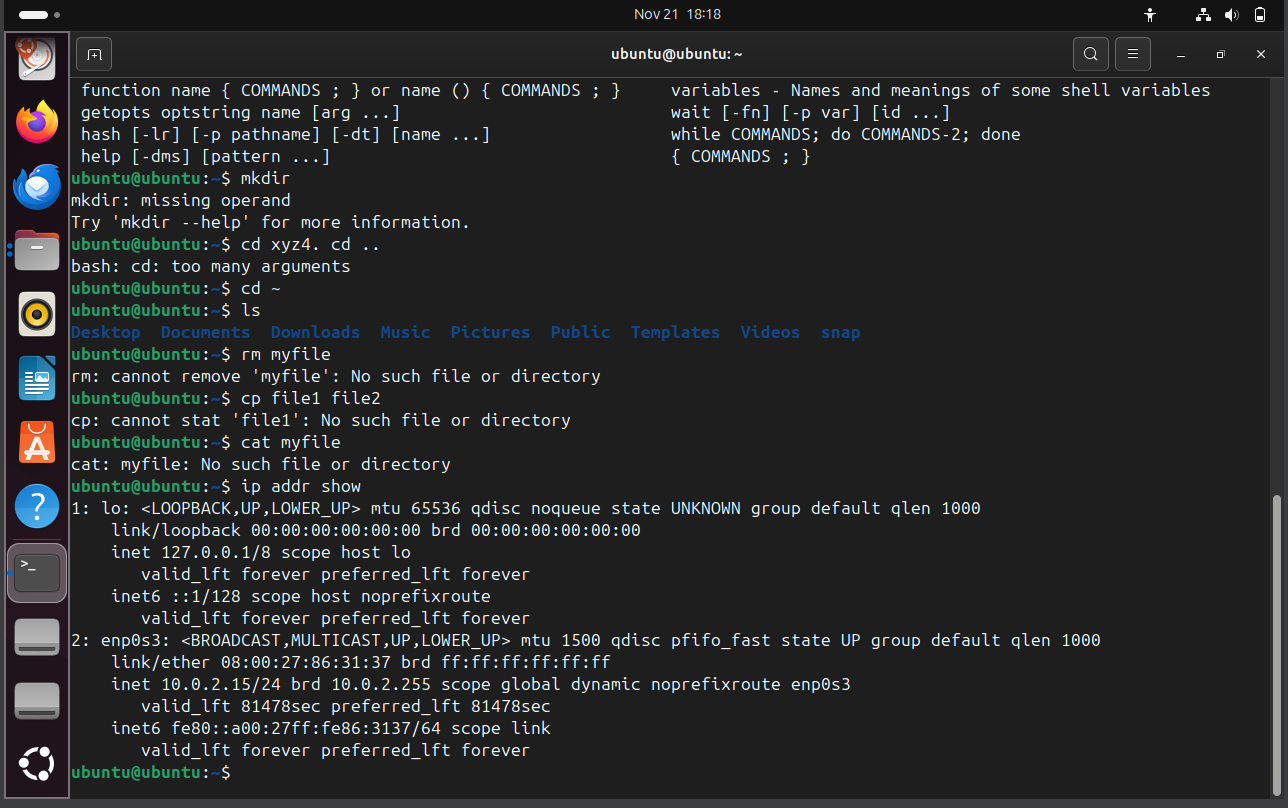 Nov 21 18:18
ubuntu@ubuntu: ~
function name { COMMANDS ; } or name () { COMMANDS ; } variables - Names and meanings of some shell variables
getopts optstring name [arg ...] wait [-fn] [-p var] [id ...]
hash [-lr] [-p pathname] [-dt] [name ...] while COMMANDS; do COMMANDS-2; done
help [-dms] [pattern ...] { COMMANDS ; }
ubuntu@ubuntu:~$ mkdir
mkdir: missing operand
Try 'mkdir --help' for more information.
ubuntu@ubuntu:~$ cd xyz4. cd ..
bash: cd: too many arguments
ubuntu@ubuntu:~$ cd ~
ubuntu@ubuntu:~$ ls
Desktop Documents Downloads Music Pictures Public Templates Videos snap
ubuntu@ubuntu:~$ rm myfile
rm: cannot remove 'myfile': No such file or directory
ubuntu@ubuntu:~$ cp file1 file2
cp: cannot stat 'file1': No such file or directory
ubuntu@ubuntu:~$ cat myfile
cat: myfile: No such file or directory
ubuntu@ubuntu:~$ ip addr show
1: lo: <LOOPBACK,UP,LOWER_UP> mtu 65536 qdisc noqueue state UNKNOWN group default qlen 1000
link/loopback 00:00:00:00:00:00 brd 00:00:00:00:00:00
inet 127.0.0.1/8 scope host lo
valid_lft forever preferred_lft forever
inet6 ::1/128 scope host noprefixroute
valid_lft forever preferred_lft forever
2: enp0s3: <BROADCAST,MULTICAST,UP,LOWER_UP> mtu 1500 qdisc pfifo_fast state UP group default qlen 1000
link/ether 08:00:27:86:31:37 brd ff:ff:ff:ff:ff:ff
inet 10.0.2.15/24 brd 10.0.2.255 scope global dynamic noprefixroute enp0s3
valid_lft 81478sec preferred_lft 81478sec
inet6 fe80::a00:27ff:fe86:3137/64 scope link
valid_lft forever preferred_lft forever
ubuntu@ubuntu:~$